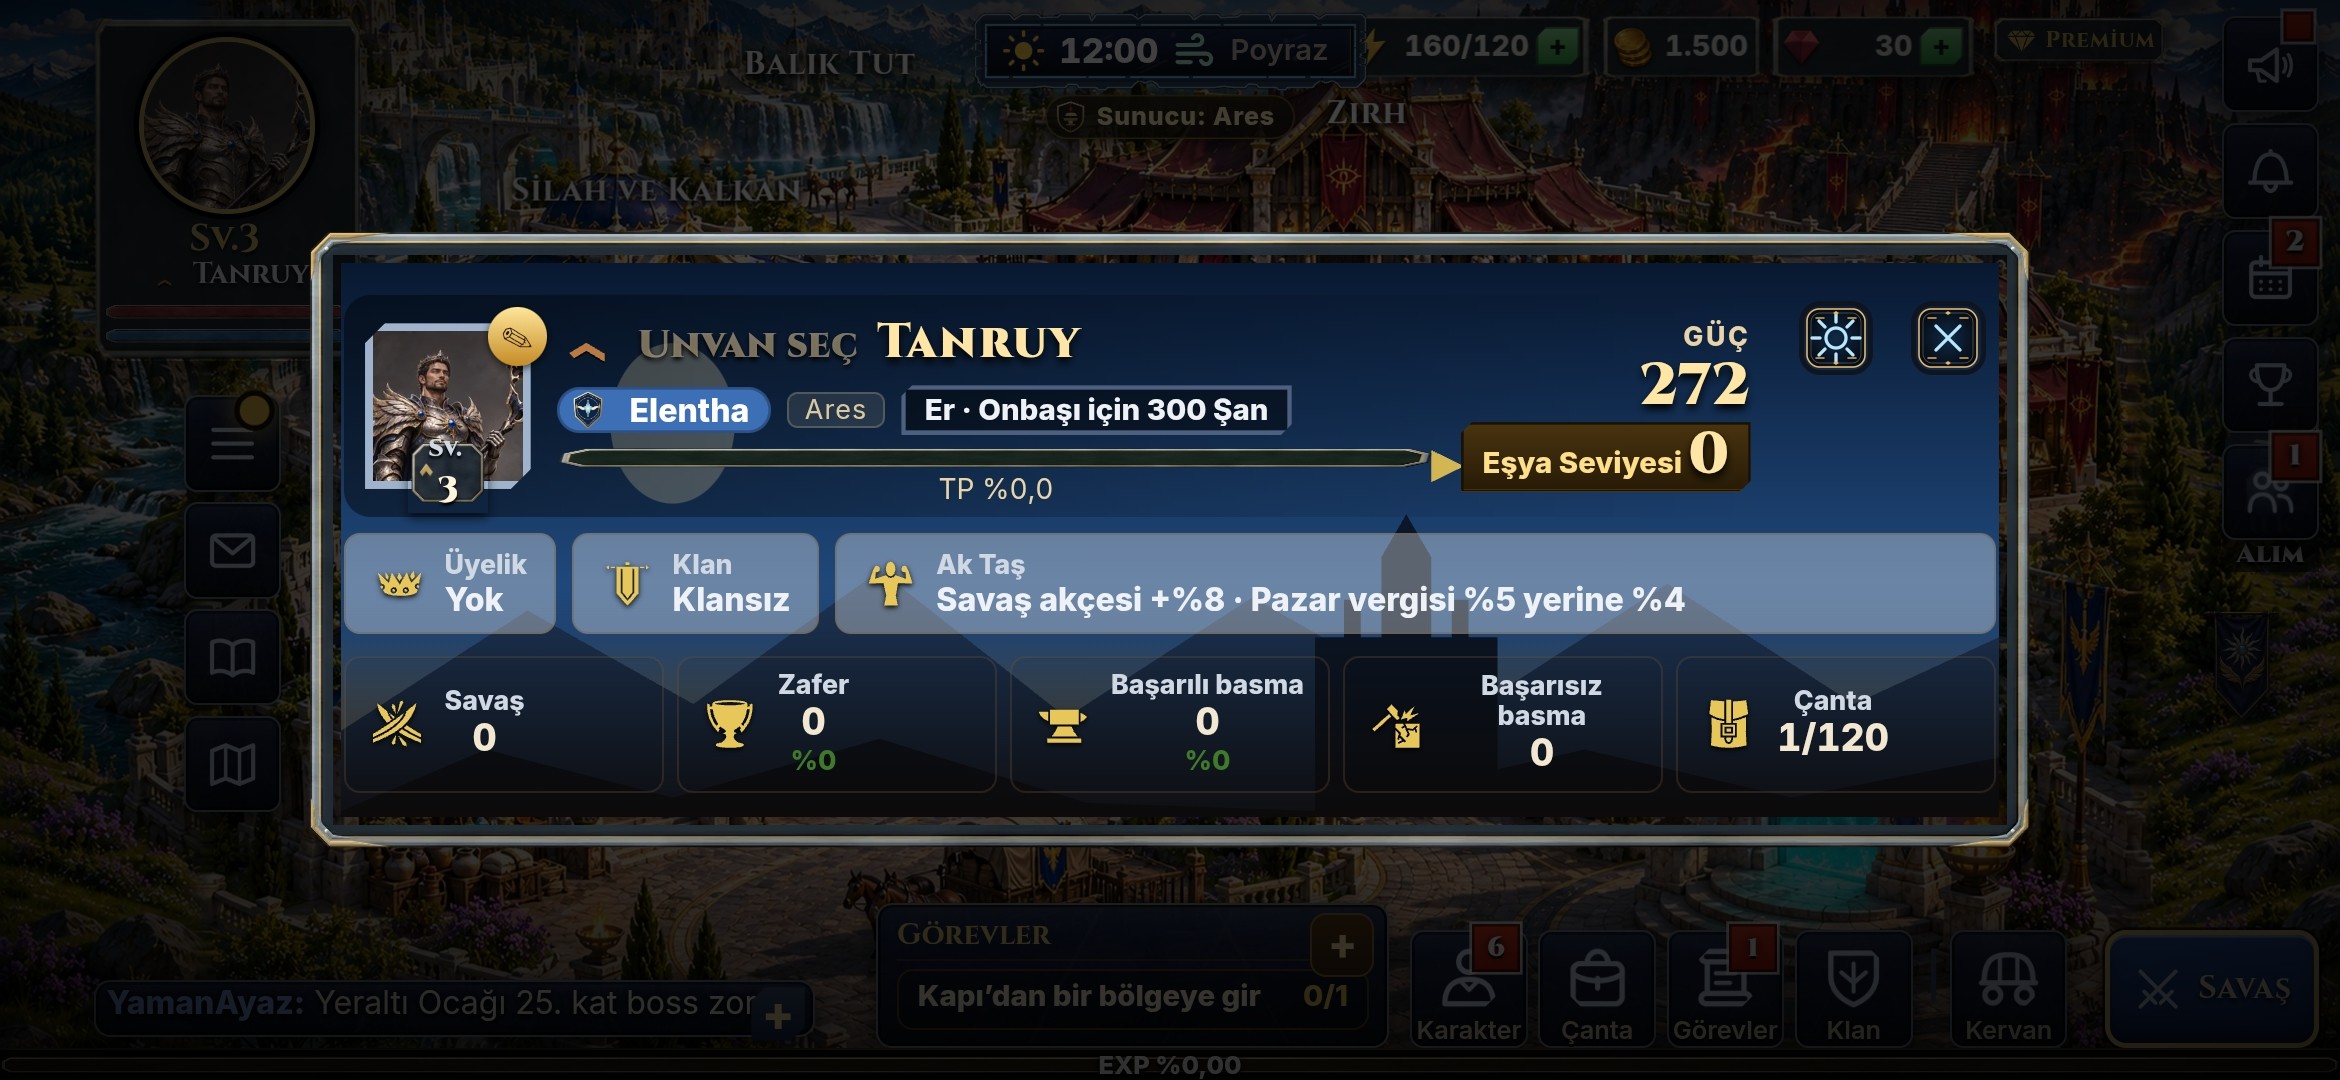 BALIK TUT
12:00 Poyraz
160/120
1.500
30
PREMİUM
Sunucu: Ares
ZIRH
SİLAH VE KALKAN
SV.3
TANRUY
2
1
ALIM
UNVAN SEÇ TANRUY
Elentha
Ares
Er · Onbaşı için 300 Şan
TP %0,0
SV.
3
GÜÇ
272
Eşya Seviyesi 0
Üyelik
Yok
Klan
Klansız
Ak Taş
Savaş akçesi +%8 · Pazar vergisi %5 yerine %4
Savaş
0
Zafer
0
%0
Başarılı basma
0
%0
Başarısız
basma
0
Çanta
1/120
GÖREVLER
Kapı’dan bir bölgeye gir 0/1
YamanAyaz: Yeraltı Ocağı 25. kat boss zor
6
Karakter
Çanta
1
Görevler
Klan
Kervan
SAVAŞ
EXP %0,00